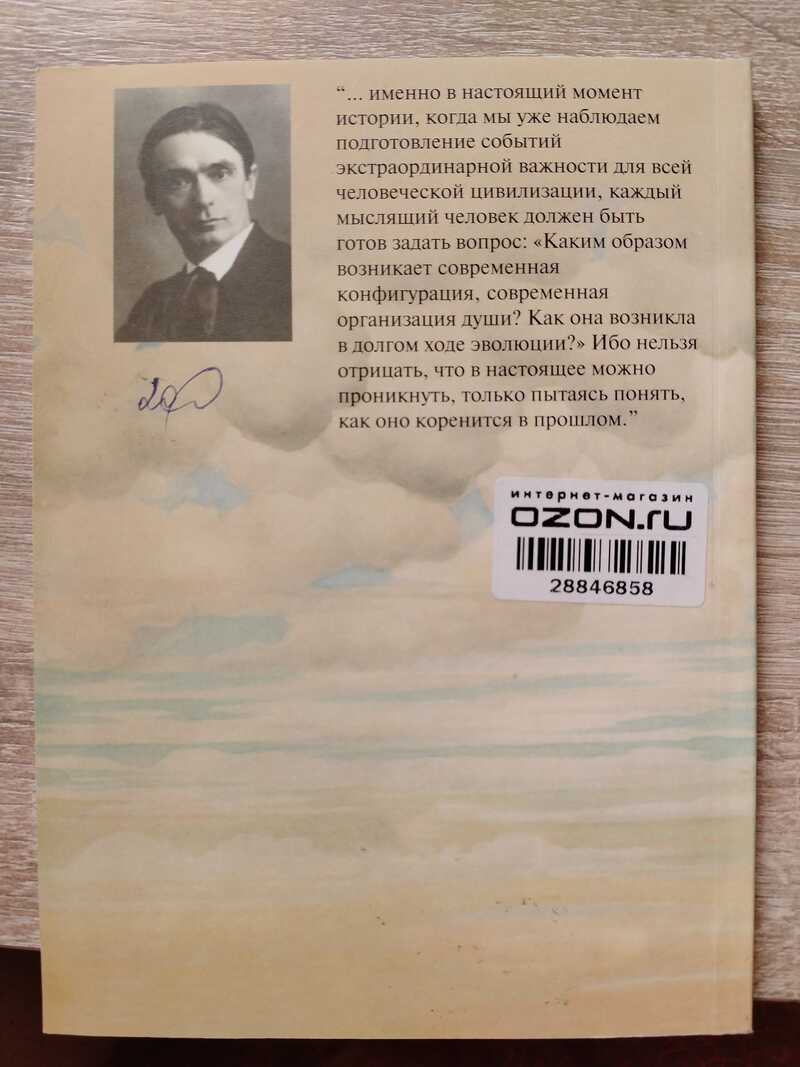 “... именно в настоящий момент
истории, когда мы уже наблюдаем
подготовление событий
экстраординарной важности для всей
человеческой цивилизации, каждый
мыслящий человек должен быть
готов задать вопрос: «Каким образом
возникает современная
конфигурация, современная
организация души? Как она возникла
в долгом ходе эволюции?» Ибо нельзя
отрицать, что в настоящее можно
проникнуть, только пытаясь понять,
как оно коренится в прошлом.”
интернет-магазин
OZON.ru
28846858